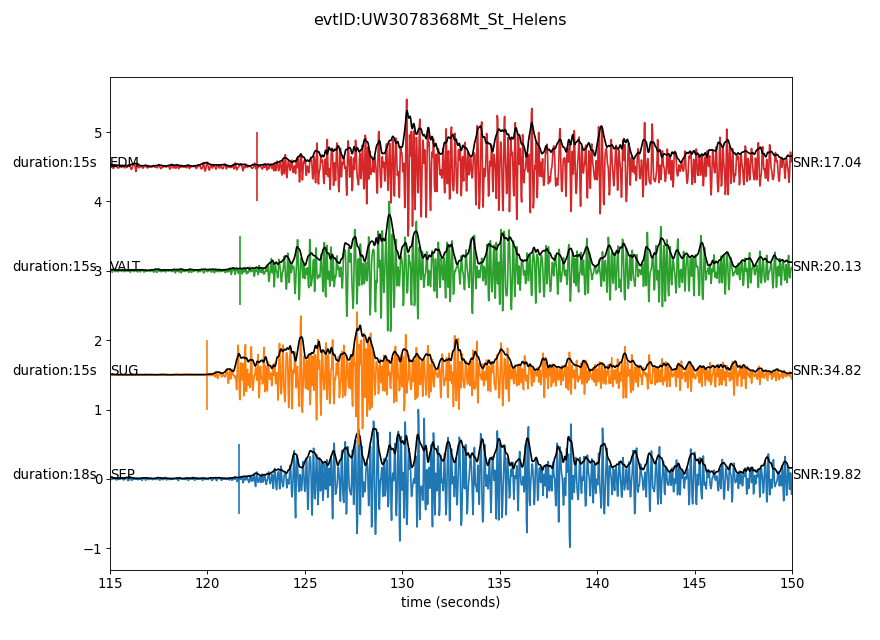 evtID:UW3078368Mt_St_Helens
5
duration:15s EDM SNR:17.04
4
duration:15s 3 VALT SNR:20.13
2
duration:15s SUG SNR:34.82
1
duration:18s 0 SEP SNR:19.82
−1
115 120 125 130 135 140 145 150
time (seconds)